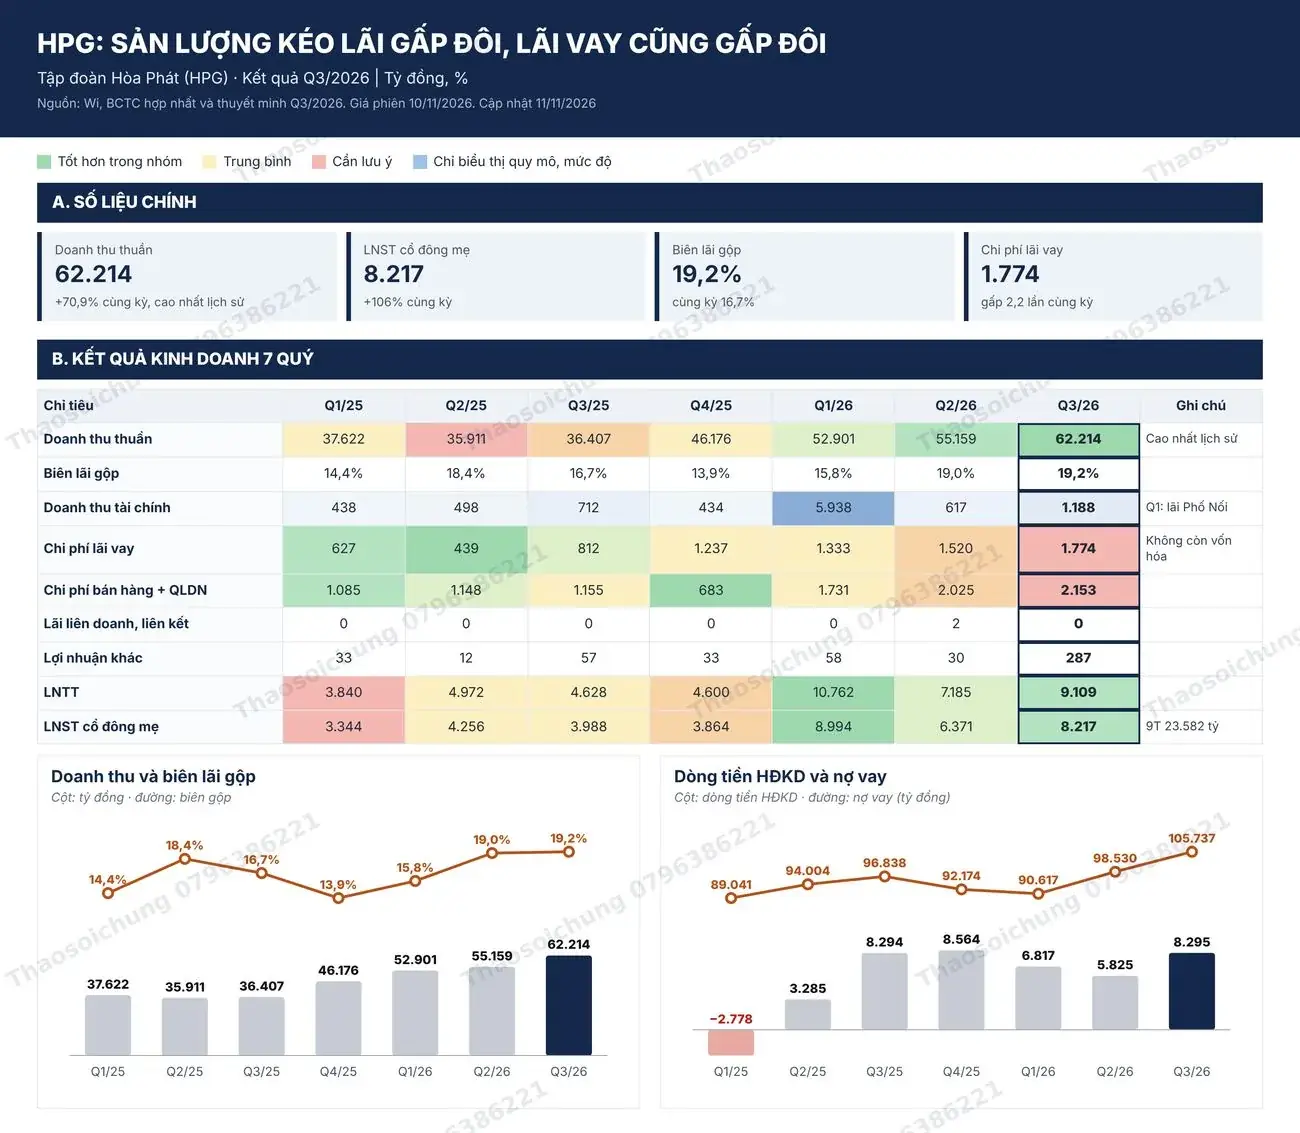 HPG: SẢN LƯỢNG KÉO LÃI GẤP ĐÔI, LÃI VAY CŨNG GẤP ĐÔI
Tập đoàn Hòa Phát (HPG) · Kết quả Q3/2026 | Tỷ đồng, %
Nguồn: Wi, BCTC hợp nhất và thuyết minh Q3/2026. Giá phiên 10/11/2026. Cập nhật 11/11/2026
Tốt hơn trong nhóm Trung bình Cần lưu ý Chỉ biểu thị quy mô, mức độ
A. SỐ LIỆU CHÍNH
Doanh thu thuần
62.214
+70,9% cùng kỳ, cao nhất lịch sử
LNST cổ đông mẹ
8.217
+106% cùng kỳ
Biên lãi gộp
19,2%
cùng kỳ 16,7%
Chi phí lãi vay
1.774
gấp 2,2 lần cùng kỳ
B. KẾT QUẢ KINH DOANH 7 QUÝ
Chỉ tiêu Q1/25 Q2/25 Q3/25 Q4/25 Q1/26 Q2/26 Q3/26 Ghi chú
Doanh thu thuần 37.622 35.911 36.407 46.176 52.901 55.159 62.214 Cao nhất lịch sử
Biên lãi gộp 14,4% 18,4% 16,7% 13,9% 15,8% 19,0% 19,2%
Doanh thu tài chính 438 498 712 434 5.938 617 1.188 Q1: lãi Phố Nối
Chi phí lãi vay 627 439 812 1.237 1.333 1.520 1.774 Không còn vốn
hóa
Chi phí bán hàng + QLDN 1.085 1.148 1.155 683 1.731 2.025 2.153
Lãi liên doanh, liên kết 0 0 0 0 0 2 0
Lợi nhuận khác 33 12 57 33 58 30 287
LNTT 3.840 4.972 4.628 4.600 10.762 7.185 9.109
LNST cổ đông mẹ 3.344 4.256 3.988 3.864 8.994 6.371 8.217 9T 23.582 tỷ
Doanh thu và biên lãi gộp
Cột: tỷ đồng · đường: biên gộp
14,4% 18,4% 16,7% 13,9% 15,8% 19,0% 19,2%
37.622 35.911 36.407 46.176 52.901 55.159 62.214
Q1/25 Q2/25 Q3/25 Q4/25 Q1/26 Q2/26 Q3/26
Dòng tiền HĐKD và nợ vay
Cột: dòng tiền HĐKD · đường: nợ vay (tỷ đồng)
89.041 94.004 96.838 92.174 90.617 98.530 105.737
−2.778 3.285 8.294 8.564 6.817 5.825 8.295
Q1/25 Q2/25 Q3/25 Q4/25 Q1/26 Q2/26 Q3/26
Thaosoichung 0796386221